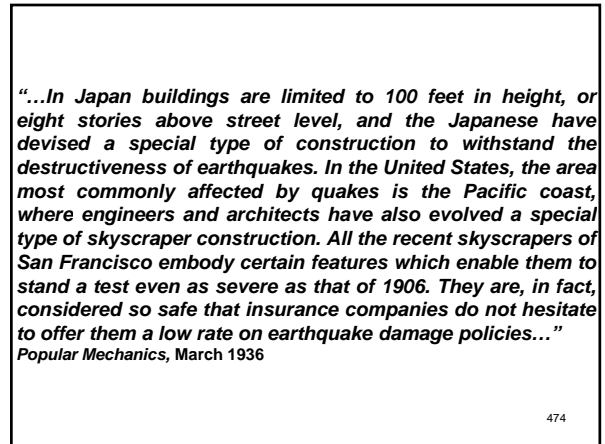 “…In Japan buildings are limited to 100 feet in height, or
eight stories above street level, and the Japanese have
devised a special type of construction to withstand the
destructiveness of earthquakes. In the United States, the area
most commonly affected by quakes is the Pacific coast,
where engineers and architects have also evolved a special
type of skyscraper construction. All the recent skyscrapers of
San Francisco embody certain features which enable them to
stand a test even as severe as that of 1906. They are, in fact,
considered so safe that insurance companies do not hesitate
to offer them a low rate on earthquake damage policies…”
Popular Mechanics, March 1936
474